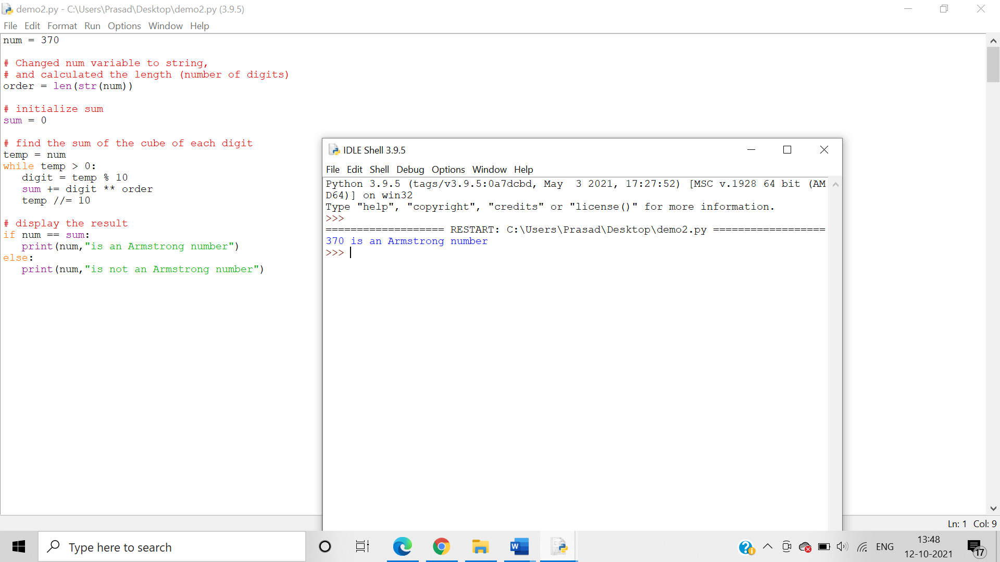 demo2.py - C:\Users\Prasad\Desktop\demo2.py (3.9.5)
File Edit Format Run Options Window Help
num = 370
# Changed num variable to string,
# and calculated the length (number of digits)
order = len(str(num))
# initialize sum
sum = 0
# find the sum of the cube of each digit
temp = num
while temp > 0:
   digit = temp % 10
   sum += digit ** order
   temp //= 10
# display the result
if num == sum:
   print(num,"is an Armstrong number")
else:
   print(num,"is not an Armstrong number")
IDLE Shell 3.9.5
File Edit Shell Debug Options Window Help
Python 3.9.5 (tags/v3.9.5:0a7dcbd, May  3 2021, 17:27:52) [MSC v.1928 64 bit (AM
D64)] on win32
Type "help", "copyright", "credits" or "license()" for more information.
>>>
=================== RESTART: C:\Users\Prasad\Desktop\demo2.py ==================
370 is an Armstrong number
>>>
Ln: 1 Col: 9
Type here to search
W
ENG
13:48
12-10-2021
17